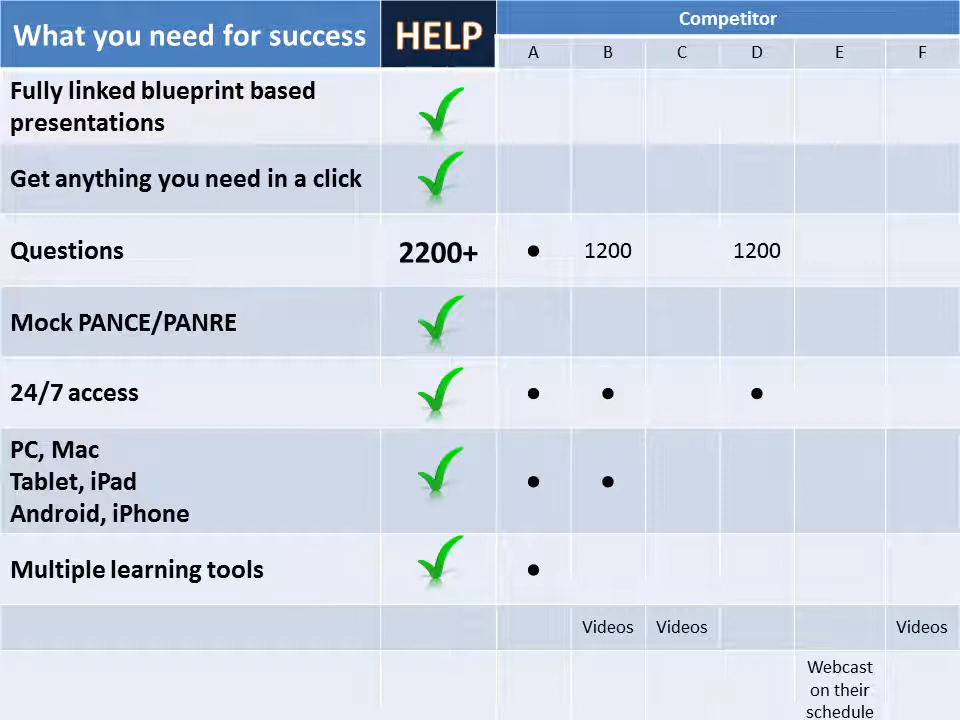 What you need for success HELP Competitor
A B C D E F
Fully linked blueprint based
presentations
Get anything you need in a click
Questions 2200+ • 1200 1200
Mock PANCE/PANRE
24/7 access • • •
PC, Mac
Tablet, iPad • •
Android, iPhone
Multiple learning tools •
Videos Videos Videos
Webcast
on their
schedule